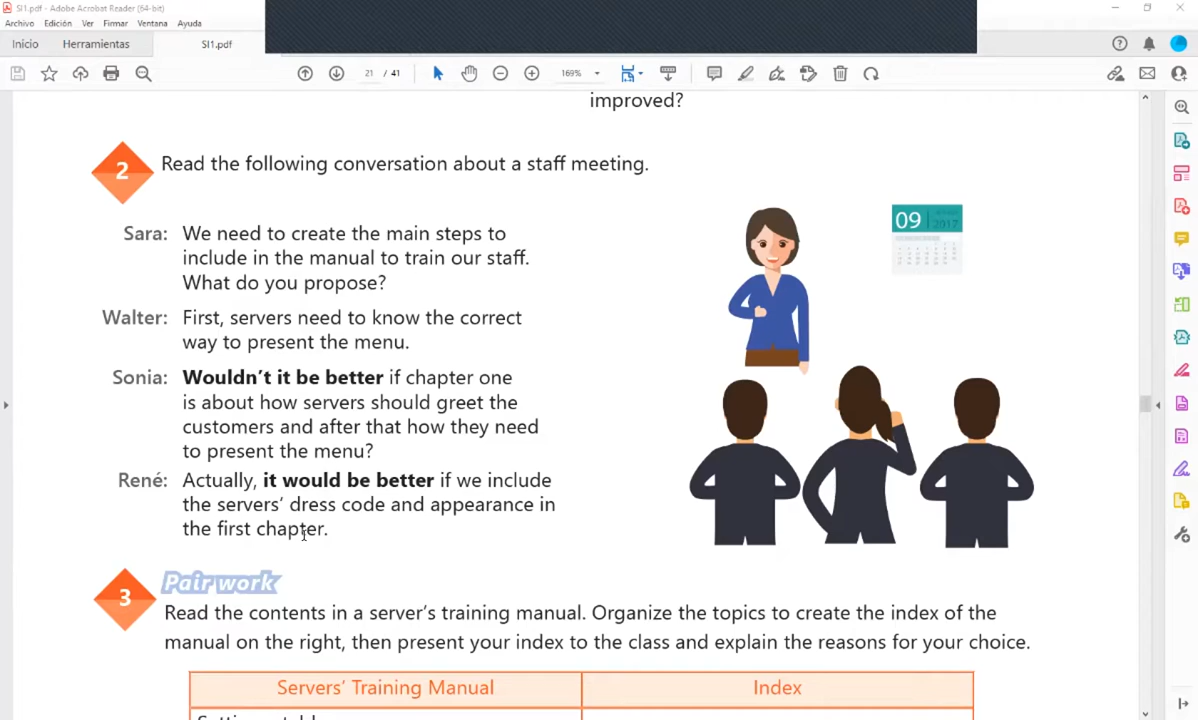 SI1.pdf - Adobe Acrobat Reader (64-bit)
Archivo Edición Ver Firmar Ventana Ayuda
Inicio Herramientas SI1.pdf
21 / 41 169%
improved?
2 Read the following conversation about a staff meeting.
09 2017
Sara: We need to create the main steps to
include in the manual to train our staff.
What do you propose?
Walter: First, servers need to know the correct
way to present the menu.
Sonia: Wouldn't it be better if chapter one
is about how servers should greet the
customers and after that how they need
to present the menu?
René: Actually, it would be better if we include
the servers' dress code and appearance in
the first chapter.
3 Pair work
Read the contents in a server's training manual. Organize the topics to create the index of the
manual on the right, then present your index to the class and explain the reasons for your choice.
Servers' Training Manual Index